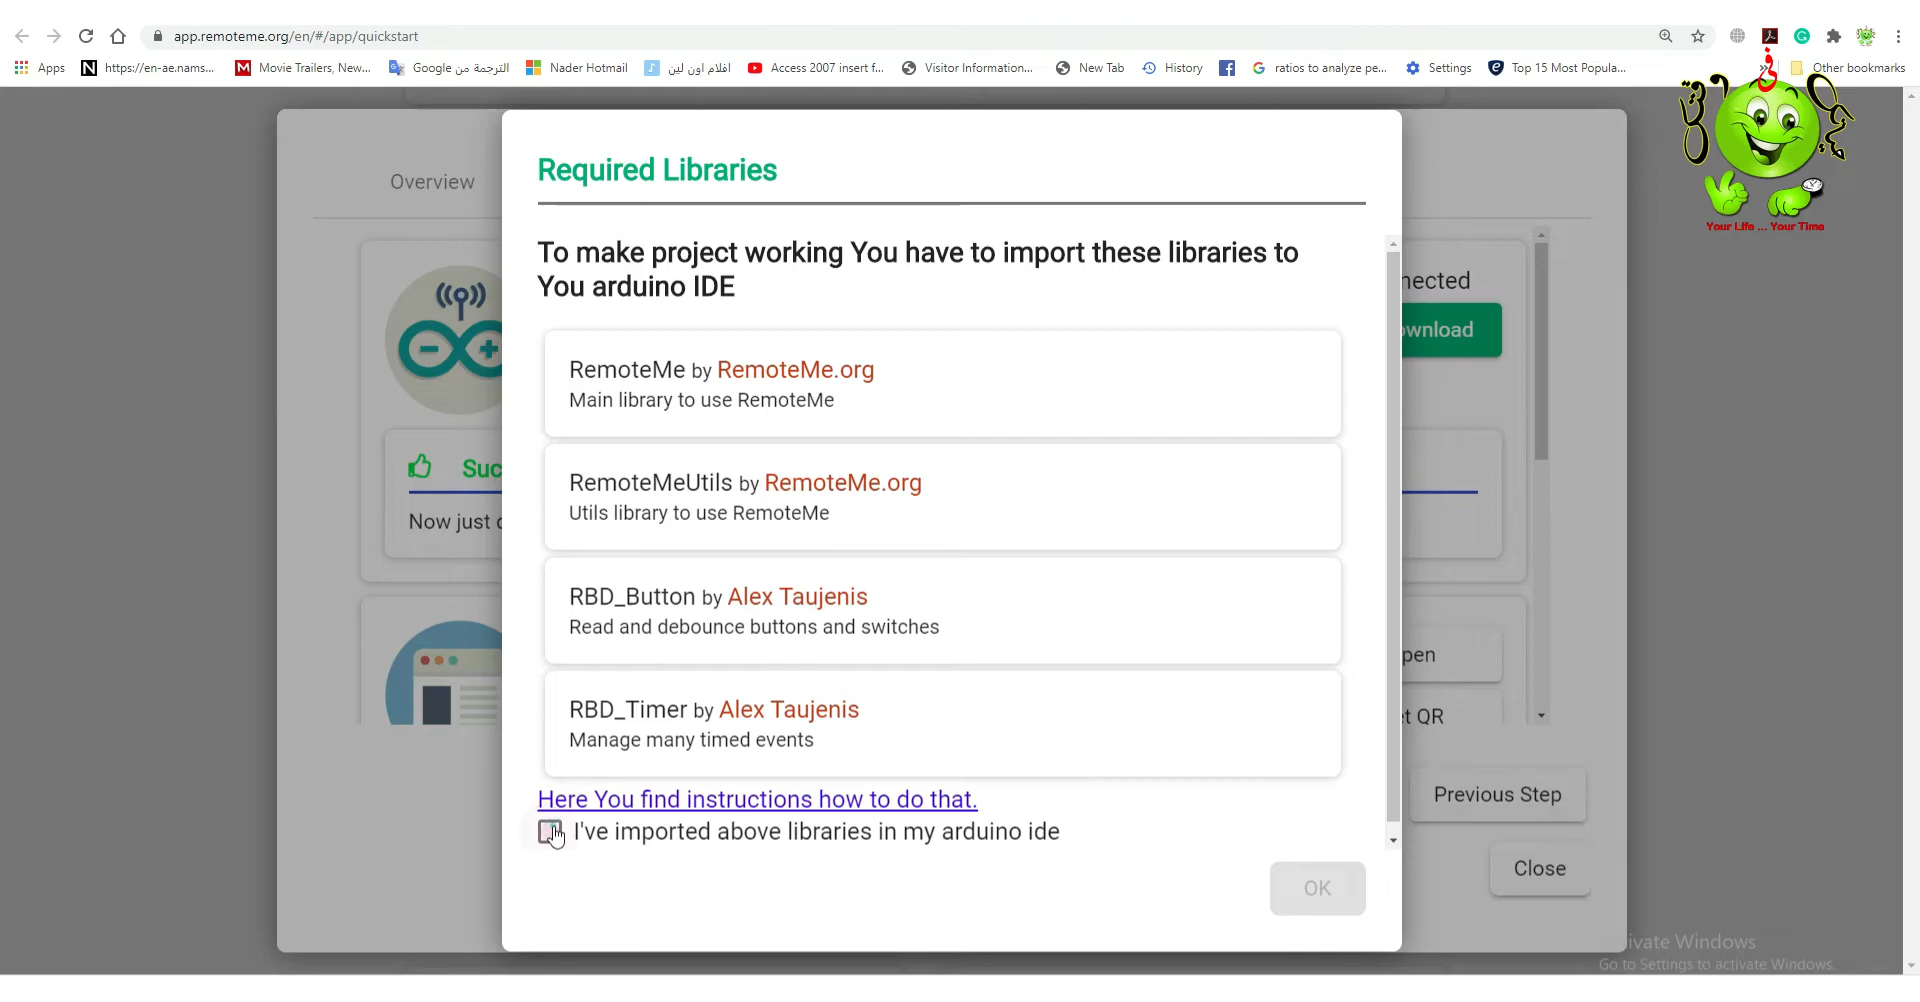 app.remoteme.org/en/#/app/quickstart
Apps
https://en-ae.nams...
Movie Trailers, New...
الترجمة من Google
Nader Hotmail
افلام اون لين
Access 2007 insert f...
Visitor Information...
New Tab
History
ratios to analyze pe...
Settings
Top 15 Most Popula...
Other bookmarks
فى
Your Life ... Your Time
Overview
Required Libraries
To make project working You have to import these libraries to
You arduino IDE
nected
wnload
RemoteMe by RemoteMe.org
Main library to use RemoteMe
Suc
RemoteMeUtils by RemoteMe.org
Utils library to use RemoteMe
Now just
RBD_Button by Alex Taujenis
Read and debounce buttons and switches
pen
RBD_Timer by Alex Taujenis
Manage many timed events
t QR
Here You find instructions how to do that.
Previous Step
I've imported above libraries in my arduino ide
Close
OK
ivate Windows
Go to Settings to activate Windows.